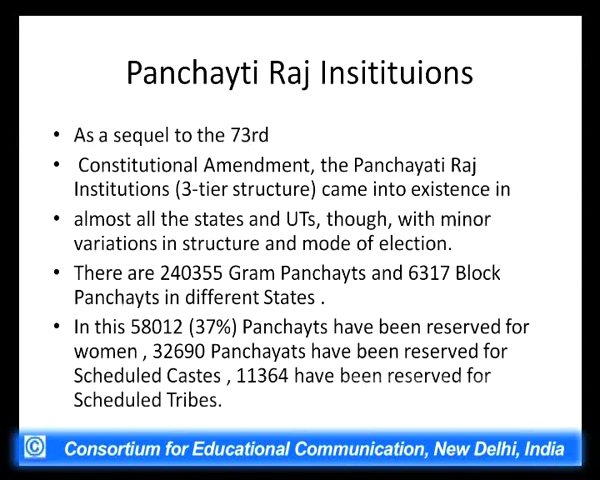 Panchayti Raj Insitituions
• As a sequel to the 73rd
• Constitutional Amendment, the Panchayati Raj
Institutions (3-tier structure) came into existence in
• almost all the states and UTs, though, with minor
variations in structure and mode of election.
• There are 240355 Gram Panchayts and 6317 Block
Panchayts in different States .
• In this 58012 (37%) Panchayts have been reserved for
women , 32690 Panchayats have been reserved for
Scheduled Castes , 11364 have been reserved for
Scheduled Tribes.
© Consortium for Educational Communication, New Delhi, India